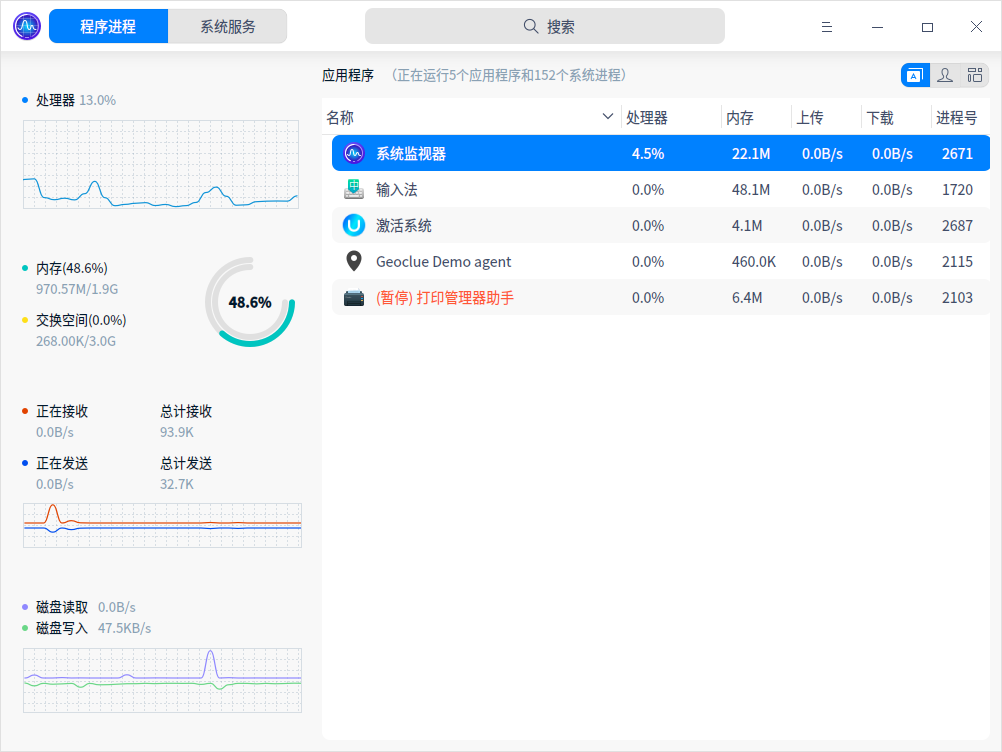 程序进程 系统服务 搜索
应用程序 （正在运行5个应用程序和152个系统进程）
处理器 13.0%
内存(48.6%)
970.57M/1.9G
交换空间(0.0%)
268.00K/3.0G
48.6%
正在接收 总计接收
0.0B/s 93.9K
正在发送 总计发送
0.0B/s 32.7K
磁盘读取 0.0B/s
磁盘写入 47.5KB/s
名称 处理器 内存 上传 下载 进程号
系统监视器 4.5% 22.1M 0.0B/s 0.0B/s 2671
输入法 0.0% 48.1M 0.0B/s 0.0B/s 1720
激活系统 0.0% 4.1M 0.0B/s 0.0B/s 2687
Geoclue Demo agent 0.0% 460.0K 0.0B/s 0.0B/s 2115
(暂停) 打印管理器助手 0.0% 6.4M 0.0B/s 0.0B/s 2103